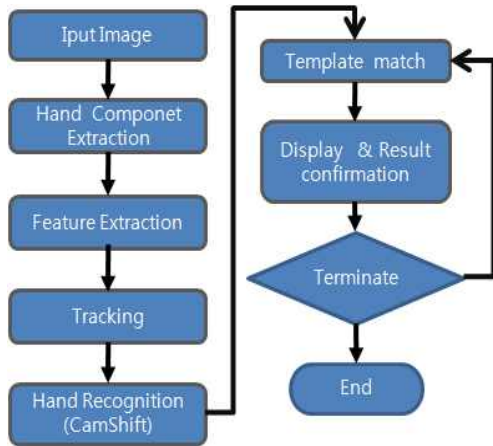 Iput Image
Hand Componet
Extraction
Feature Extraction
Tracking
Hand Recognition
(CamShift)
Template match
Display & Result
confirmation
Terminate
End